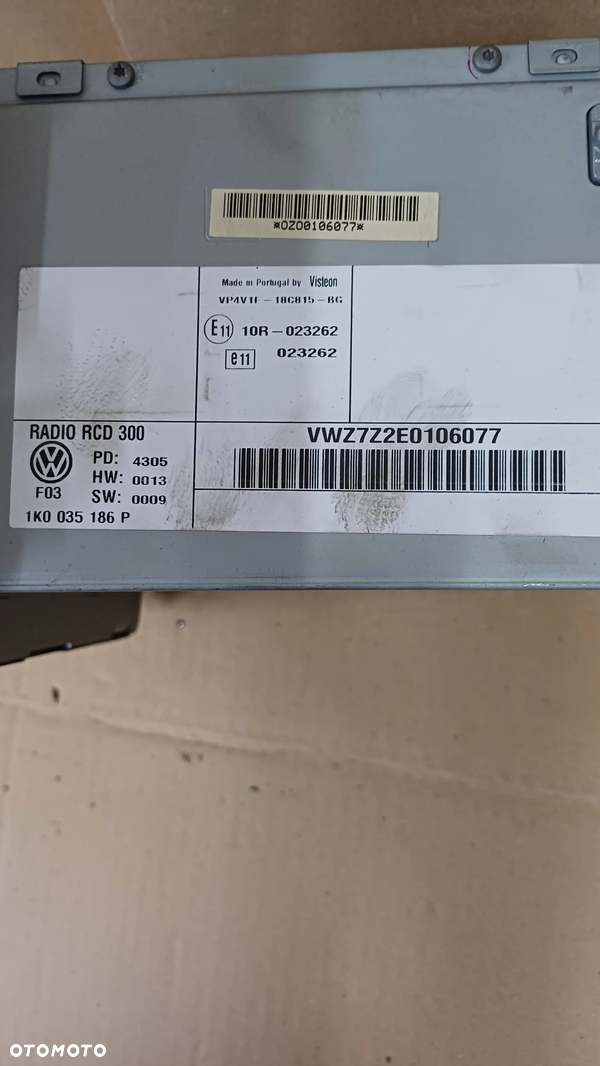 *OZO0106077*
Made in Portugal by Visteon
VP4V1F-18C815-BG
E11 10R-023262
e11 023262
RADIO RCD 300
PD: 4305
HW: 0013
F03
SW: 0009
1K0 035 186 P
VWZ7Z2E0106077
OTOMOTO